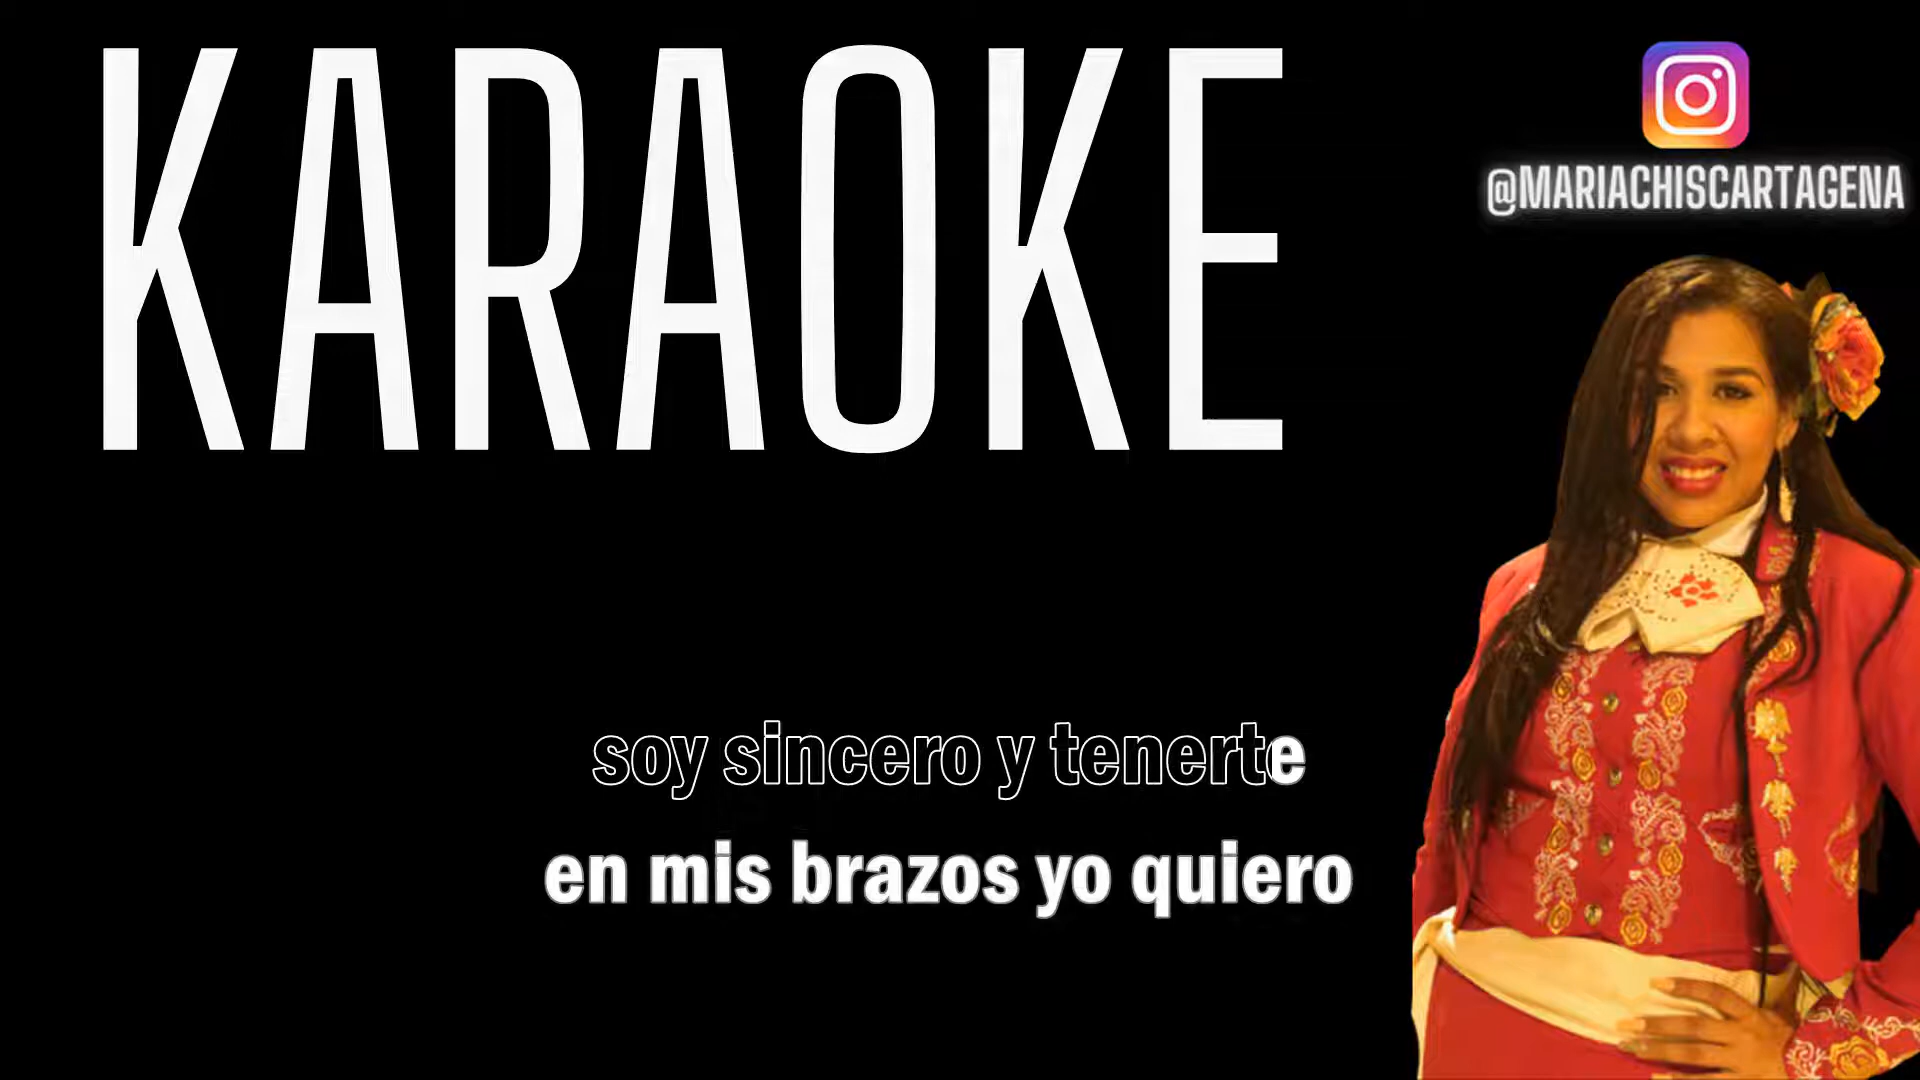 KARAOKE
@MARIACHISCARTAGENA
soy sincero y tenerte
en mis brazos yo quiero